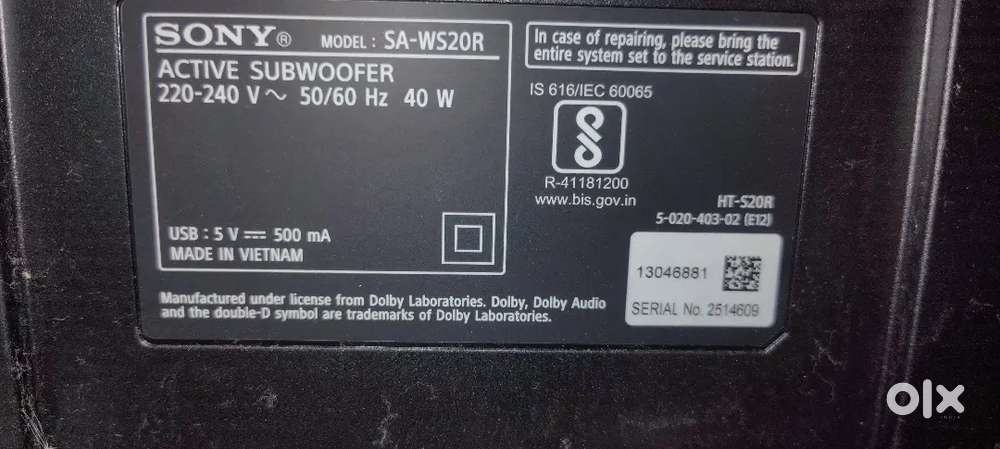 SONY® MODEL : SA-WS20R
ACTIVE SUBWOOFER
220-240 V～ 50/60 Hz 40 W
USB : 5 V⎓ 500 mA
MADE IN VIETNAM
Manufactured under license from Dolby Laboratories. Dolby, Dolby Audio
and the double-D symbol are trademarks of Dolby Laboratories.
In case of repairing, please bring the
entire system set to the service station.
IS 616/IEC 60065
R-41181200
www.bis.gov.in
HT-S20R
5-020-403-02 (E12)
13046881
SERIAL No. 2514609
olx
INDIA